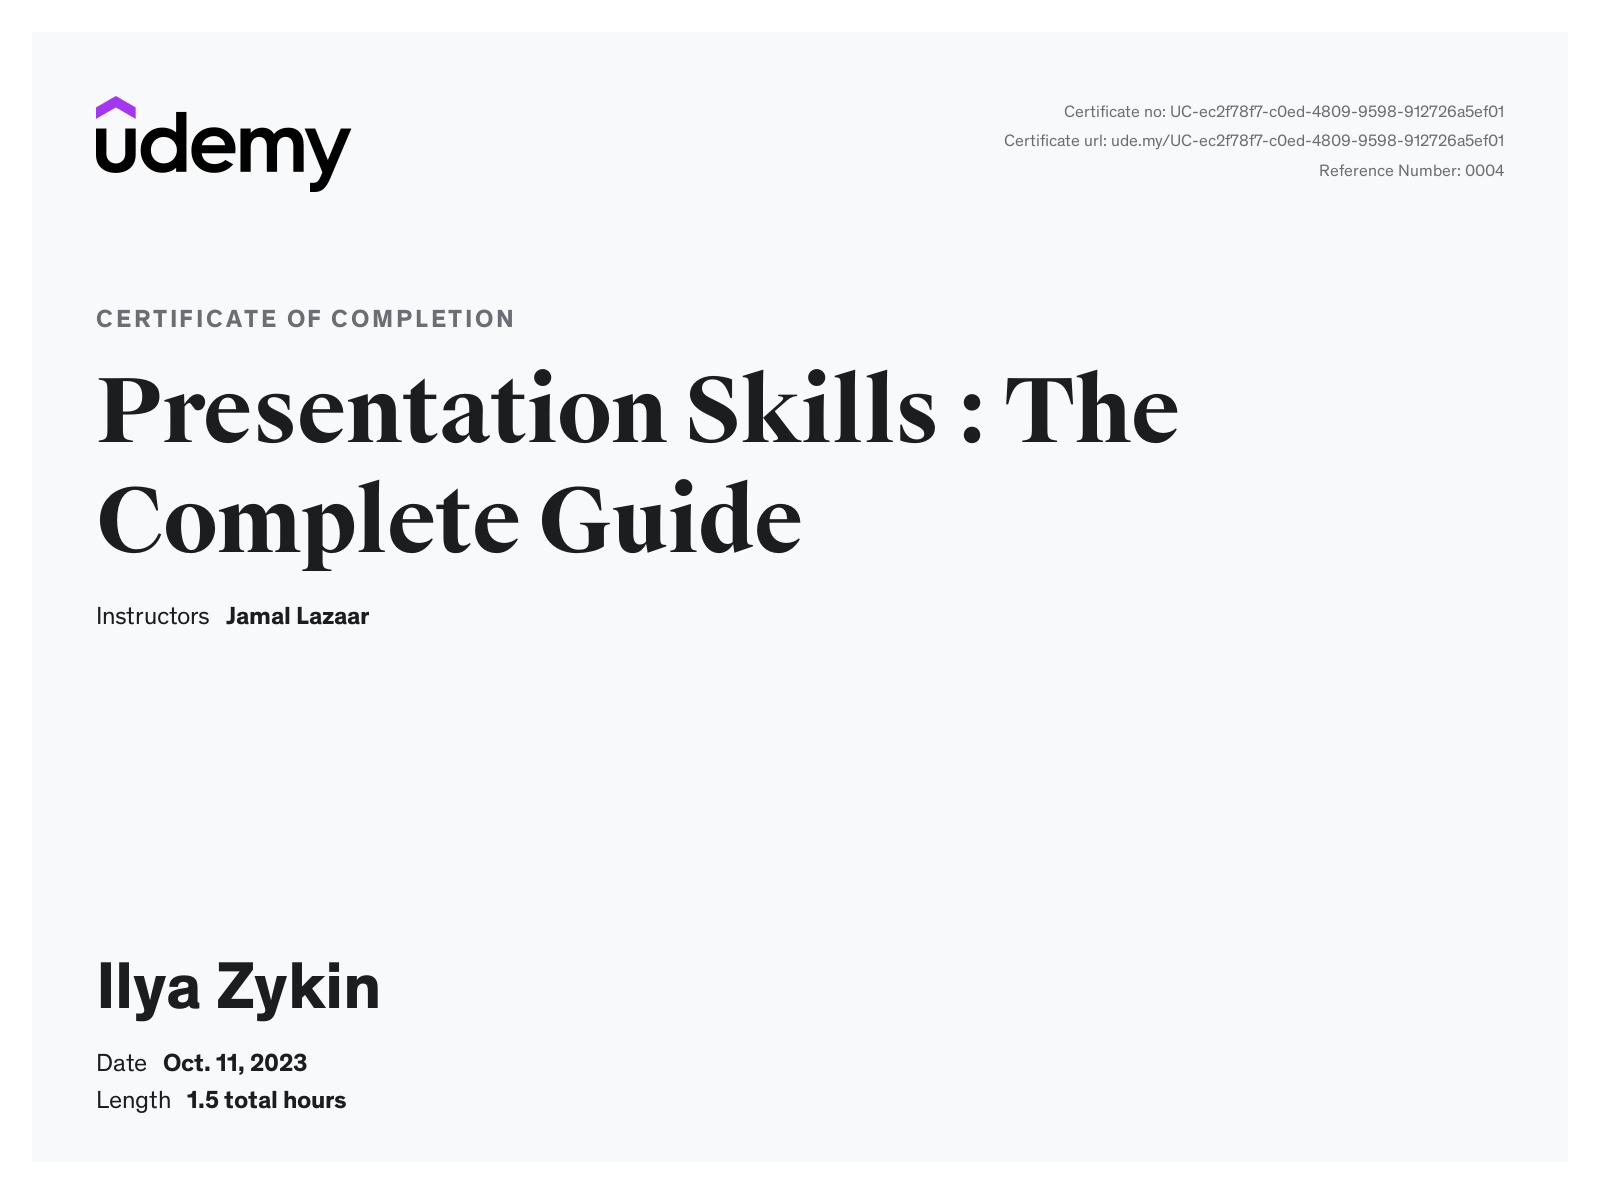 udemy
Certificate no: UC-ec2f78f7-c0ed-4809-9598-912726a5ef01
Certificate url: ude.my/UC-ec2f78f7-c0ed-4809-9598-912726a5ef01
Reference Number: 0004
CERTIFICATE OF COMPLETION
Presentation Skills : The
Complete Guide
Instructors Jamal Lazaar
Ilya Zykin
Date Oct. 11, 2023
Length 1.5 total hours